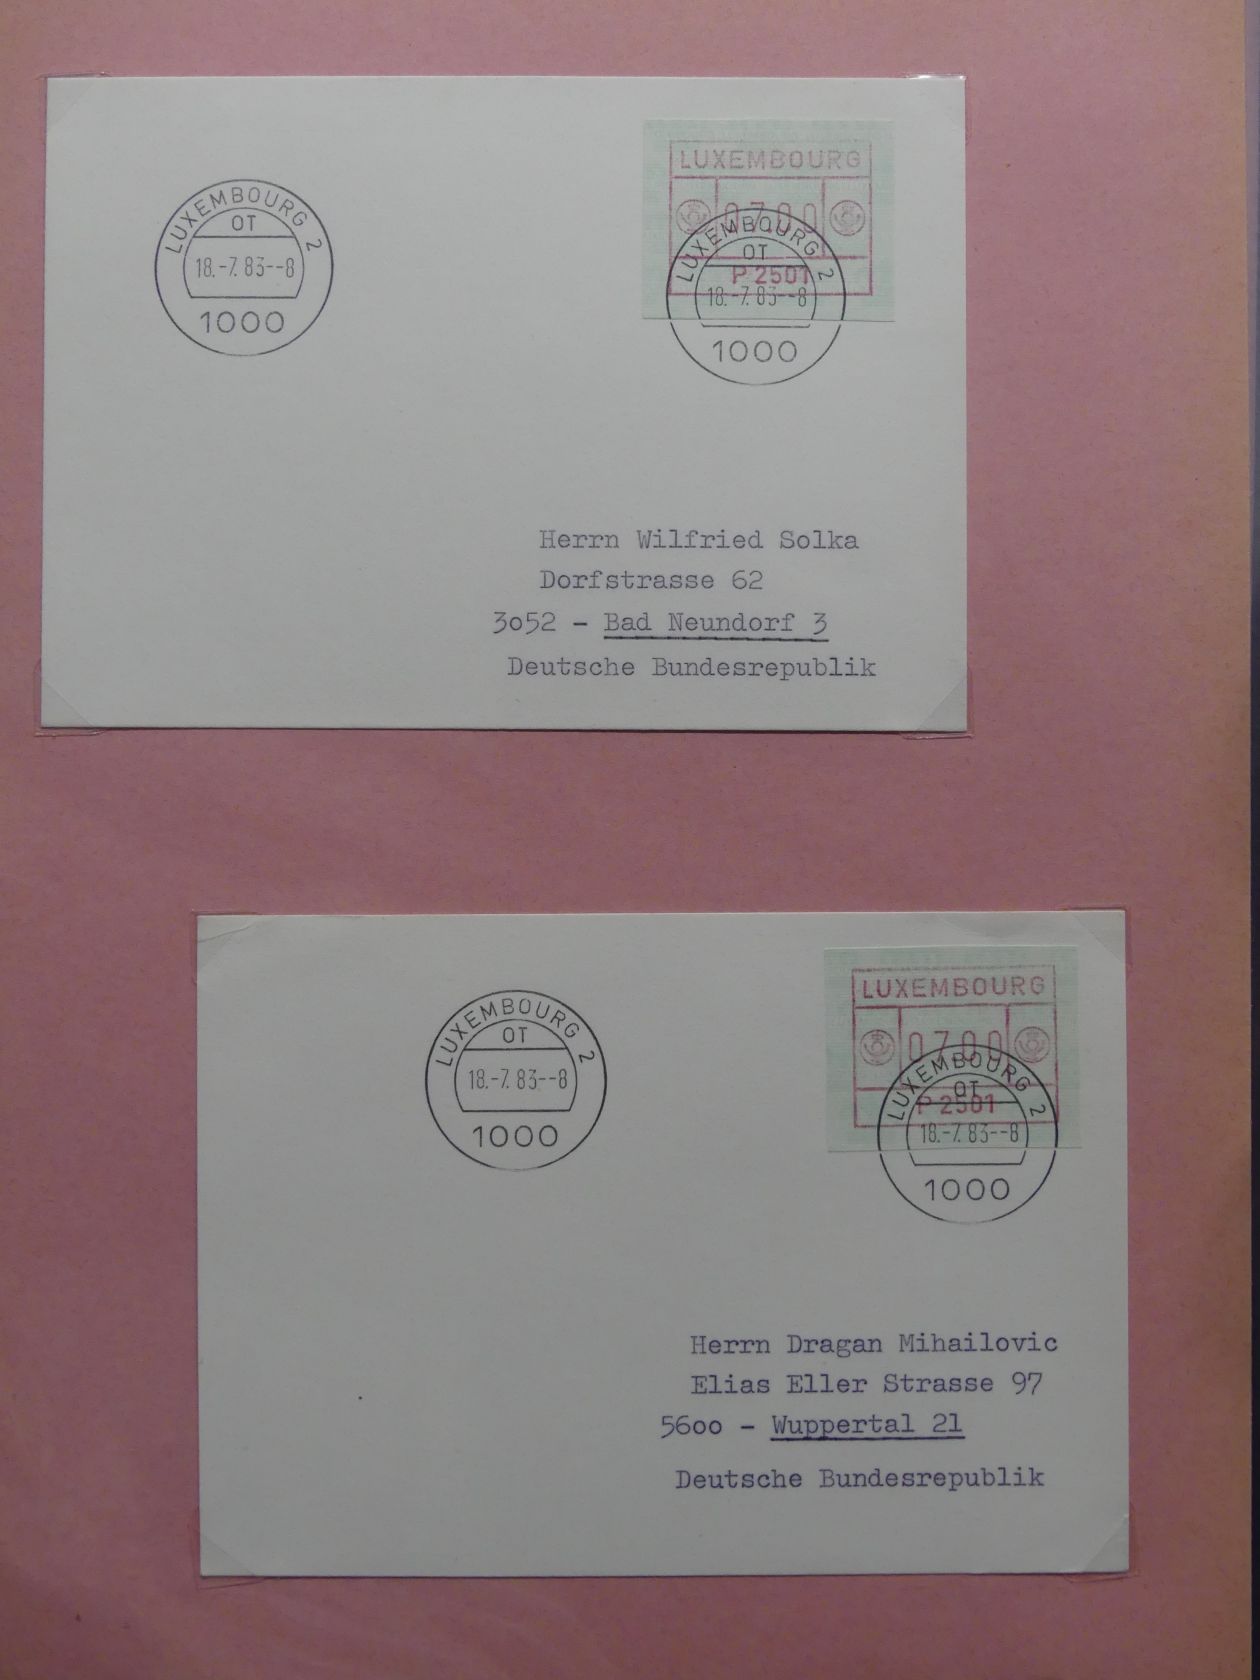 LUXEMBOURG 2
OT
18.-7.83--8
1000
LUXEMBOURG
0700
P 2501
LUXEMBOURG 2
OT
18.-7.83--8
1000
Herrn Wilfried Solka
Dorfstrasse 62
3052 - Bad Neundorf 3
Deutsche Bundesrepublik
LUXEMBOURG 2
OT
18.-7.83--8
1000
LUXEMBOURG
0700
P 2501
LUXEMBOURG 2
OT
18.-7.83--8
1000
Herrn Dragan Mihailovic
Elias Eller Strasse 97
5600 - Wuppertal 21
Deutsche Bundesrepublik